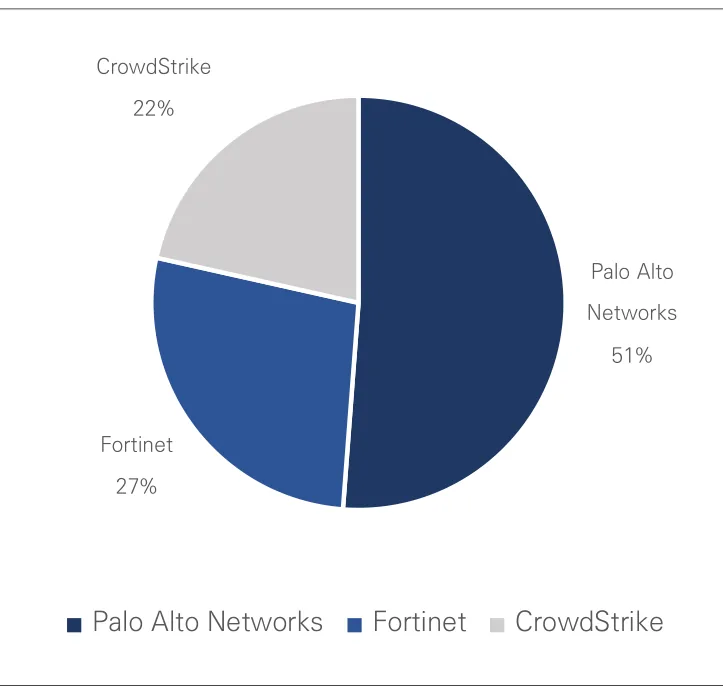 CrowdStrike
22%
Palo Alto
Networks
51%
Fortinet
27%
Palo Alto Networks Fortinet CrowdStrike